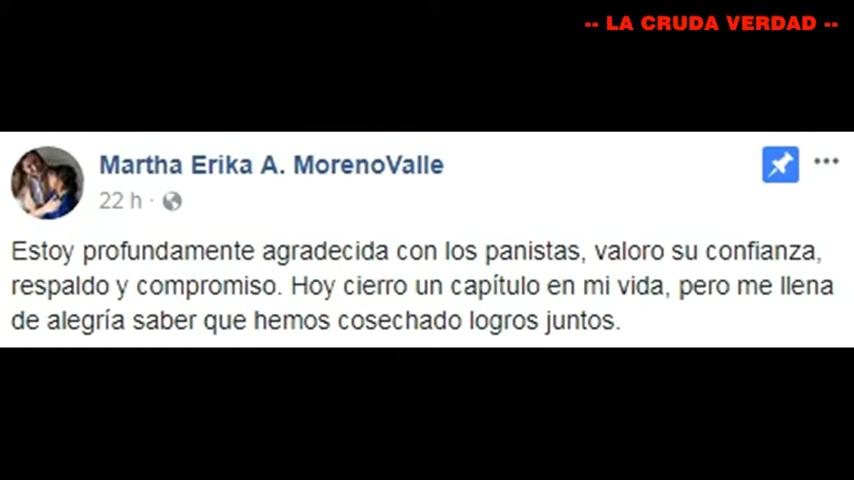 -- LA CRUDA VERDAD --
Martha Erika A. MorenoValle
22 h ·
Estoy profundamente agradecida con los panistas, valoro su confianza,
respaldo y compromiso. Hoy cierro un capítulo en mi vida, pero me llena
de alegría saber que hemos cosechado logros juntos.